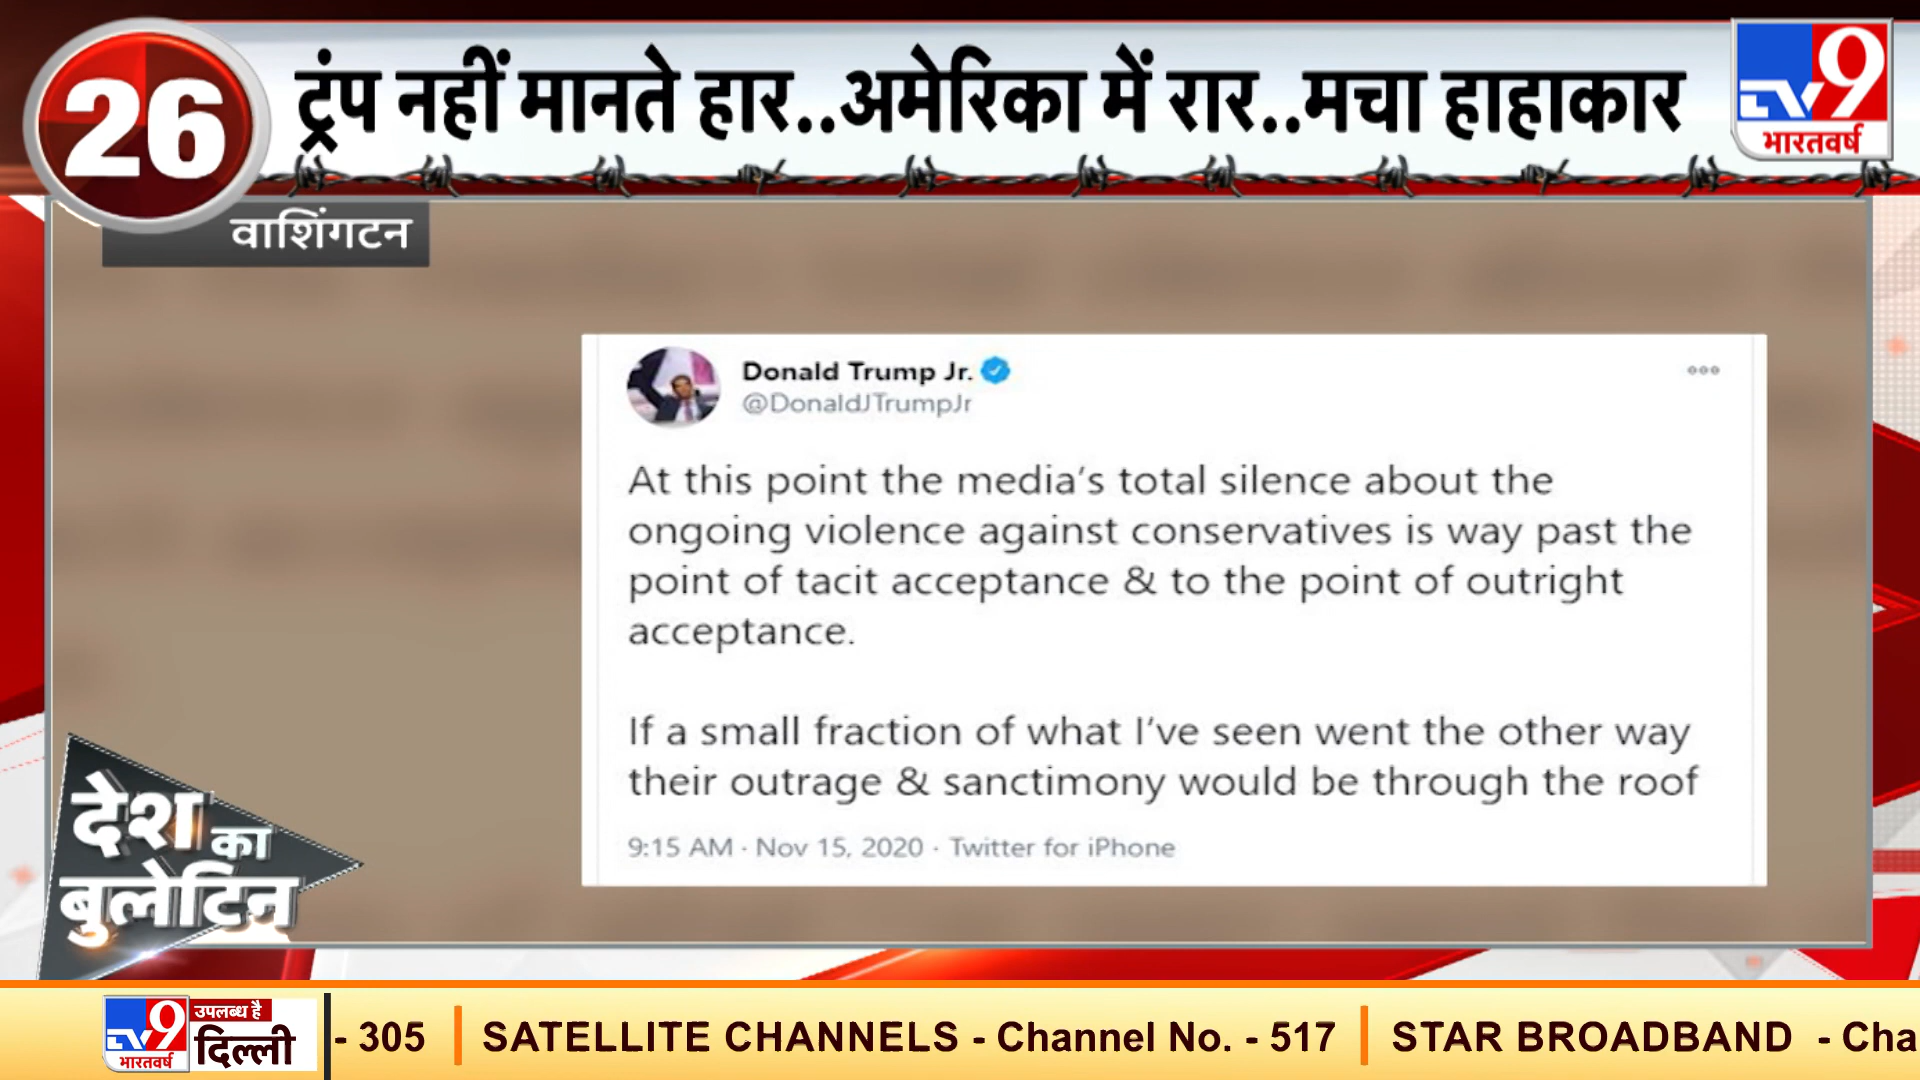 26
ट्रंप नहीं मानते हार..अमेरिका में रार..मचा हाहाकार
TV9
भारतवर्ष
वाशिंगटन
Donald Trump Jr.
@DonaldJTrumpJr
At this point the media's total silence about the
ongoing violence against conservatives is way past the
point of tacit acceptance & to the point of outright
acceptance.
If a small fraction of what I've seen went the other way
their outrage & sanctimony would be through the roof
9:15 AM · Nov 15, 2020 · Twitter for iPhone
देश का
बुलेटिन
TV9
भारतवर्ष
उपलब्ध है
दिल्ली
- 305 | SATELLITE CHANNELS - Channel No. - 517 | STAR BROADBAND - Cha